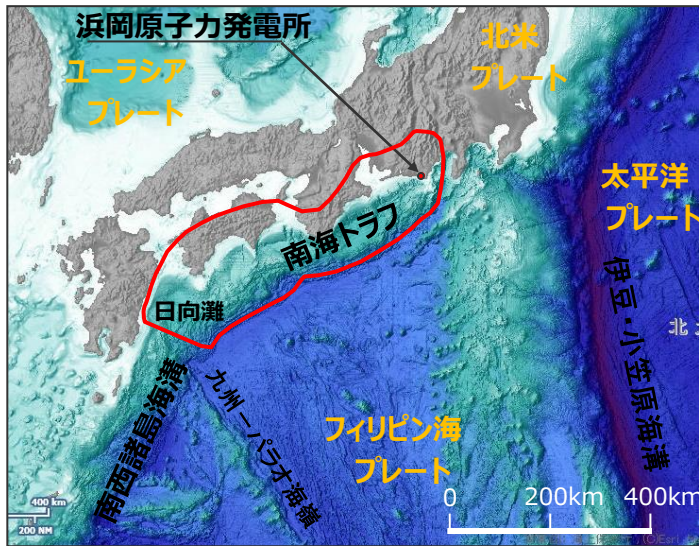 浜岡原子力発電所
北米
プレート
ユーラシア
プレート
太平洋
プレート
南海トラフ
日向灘
伊豆・小笠原海溝
南西諸島海溝
九州ーパラオ海嶺
フィリピン海
プレート
北
400 km
200 NM
0 200km 400km